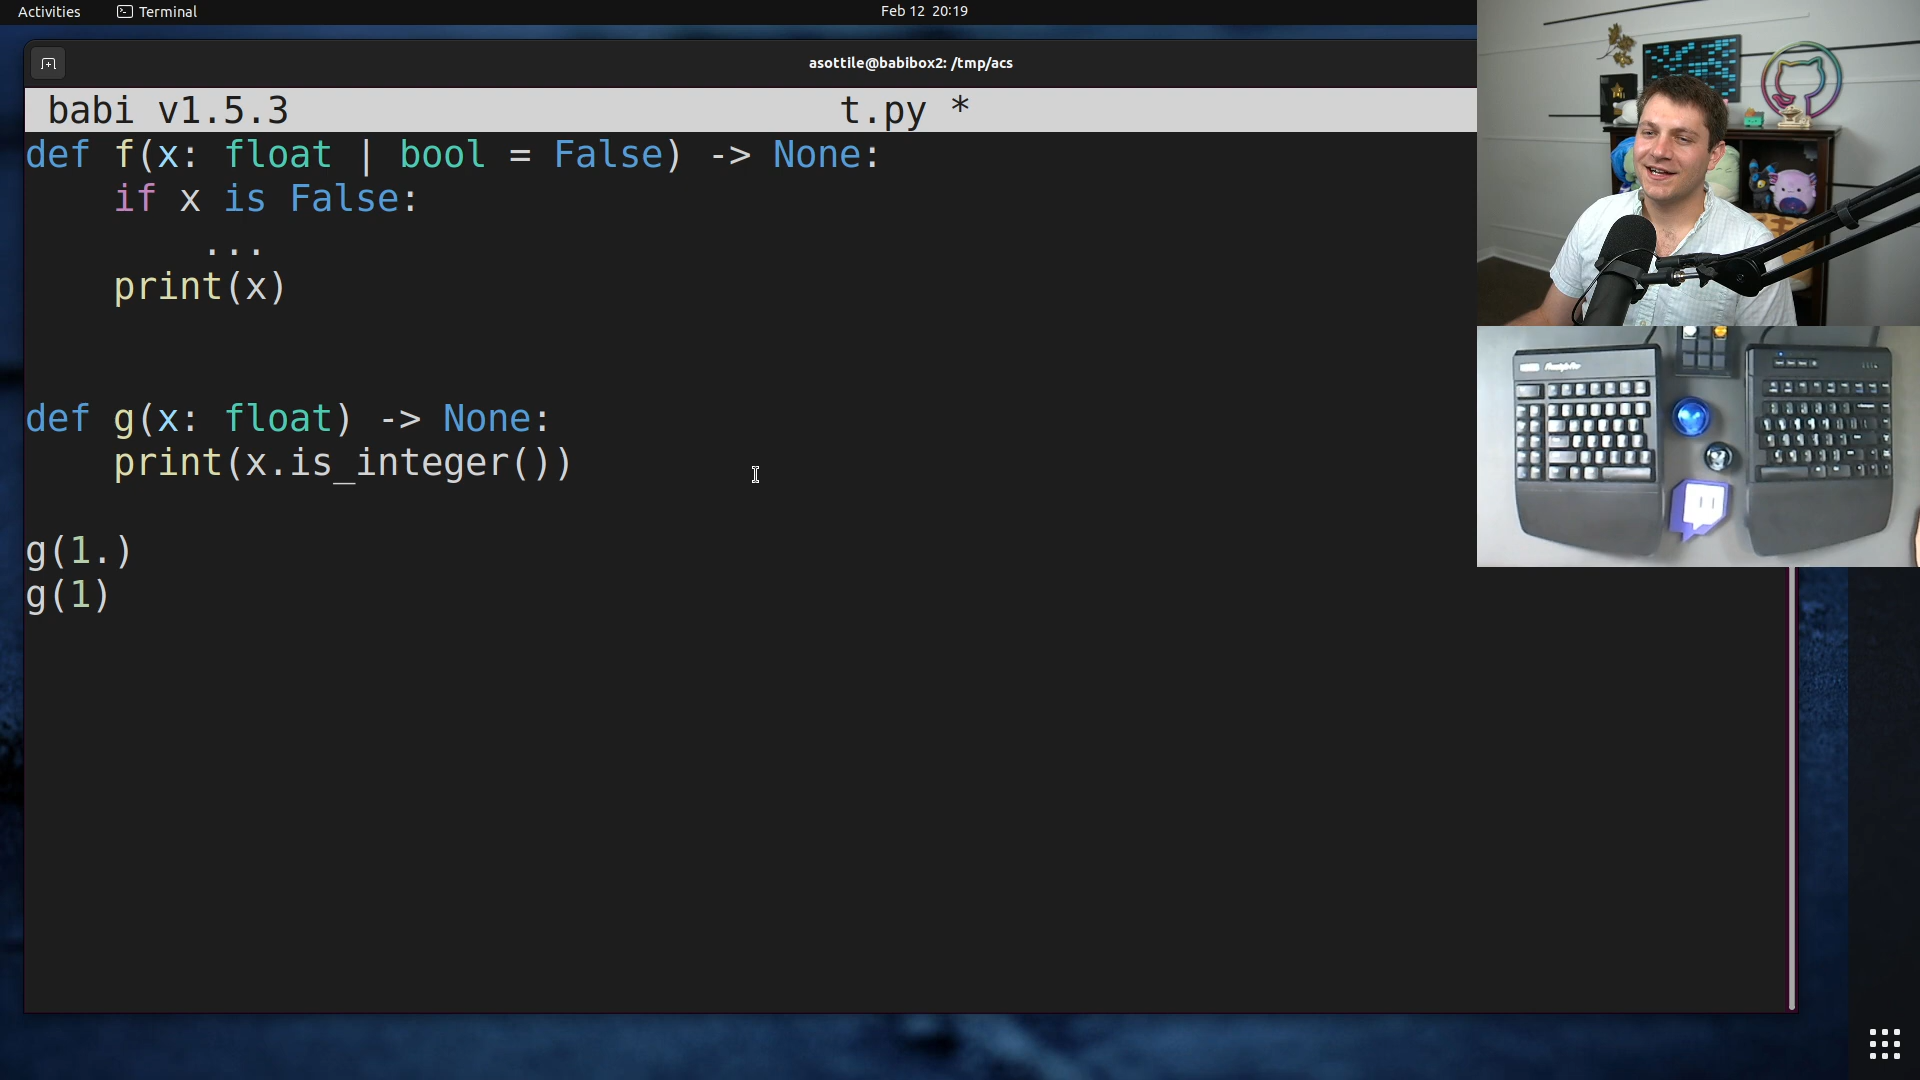 Activities
Terminal
Feb 12 20:19
asottile@babibox2: /tmp/acs
babi v1.5.3
t.py *
def f(x: float | bool = False) -> None:
    if x is False:
        ...
    print(x)
def g(x: float) -> None:
    print(x.is_integer())
g(1.)
g(1)